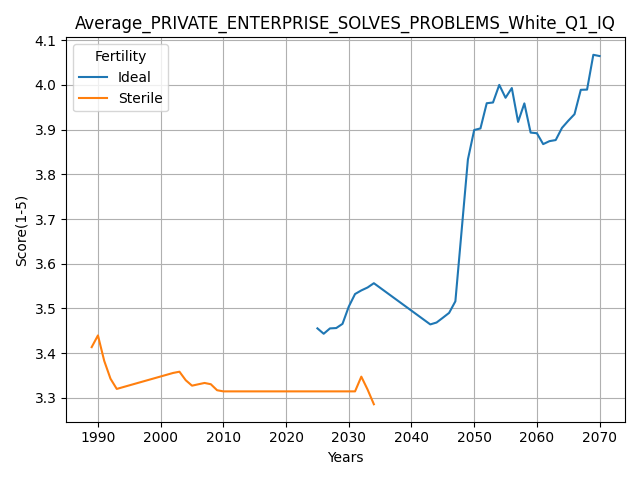 Average_PRIVATE_ENTERPRISE_SOLVES_PROBLEMS_White_Q1_IQ
Fertility
Ideal
Sterile
Score(1-5)
4.1
4.0
3.9
3.8
3.7
3.6
3.5
3.4
3.3
1990 2000 2010 2020 2030 2040 2050 2060 2070
Years